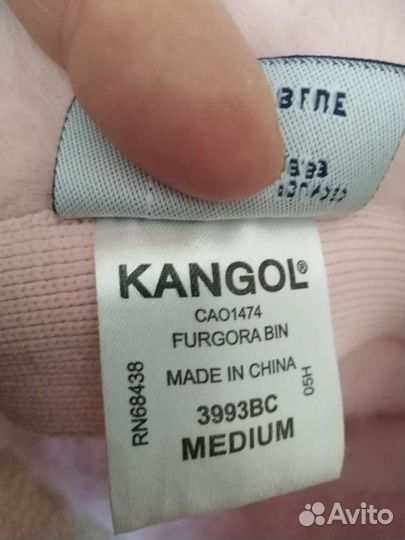 KANGOL®
CAO1474
FURGORA BIN
MADE IN CHINA
3993BC
MEDIUM
RN68438
05H
Avito